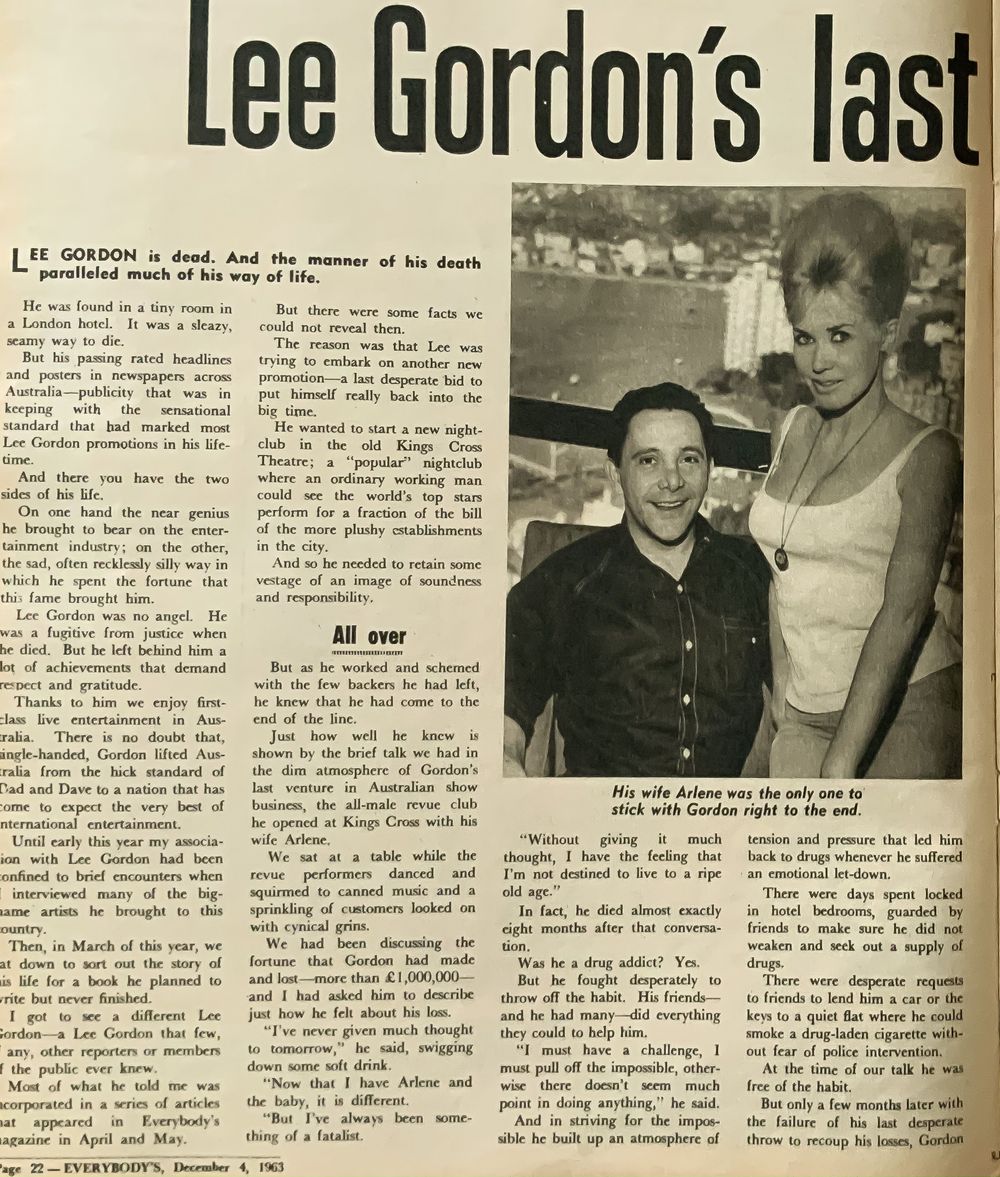 Lee Gordon's last
LEE GORDON is dead. And the manner of his death
paralleled much of his way of life.
He was found in a tiny room in
a London hotel. It was a sleazy,
seamy way to die.
But his passing rated headlines
and posters in newspapers across
Australia—publicity that was in
keeping with the sensational
standard that had marked most
Lee Gordon promotions in his life-
time.
And there you have the two
sides of his life.
On one hand the near genius
he brought to bear on the enter-
tainment industry; on the other,
the sad, often recklessly silly way in
which he spent the fortune that
this fame brought him.
Lee Gordon was no angel. He
was a fugitive from justice when
he died. But he left behind him a
lot of achievements that demand
respect and gratitude.
Thanks to him we enjoy first-
class live entertainment in Aus-
tralia. There is no doubt that,
single-handed, Gordon lifted Aus-
tralia from the hick standard of
Dad and Dave to a nation that has
come to expect the very best of
international entertainment.
Until early this year my associa-
tion with Lee Gordon had been
confined to brief encounters when
I interviewed many of the big-
name artists he brought to this
country.
Then, in March of this year, we
sat down to sort out the story of
his life for a book he planned to
write but never finished.
I got to see a different Lee
Gordon—a Lee Gordon that few,
if any, other reporters or members
of the public ever knew.
Most of what he told me was
incorporated in a series of articles
that appeared in Everybody's
magazine in April and May.
But there were some facts we
could not reveal then.
The reason was that Lee was
trying to embark on another new
promotion—a last desperate bid to
put himself really back into the
big time.
He wanted to start a new night-
club in the old Kings Cross
Theatre; a "popular" nightclub
where an ordinary working man
could see the world's top stars
perform for a fraction of the bill
of the more plushy establishments
in the city.
And so he needed to retain some
vestage of an image of soundness
and responsibility.
All over
But as he worked and schemed
with the few backers he had left,
he knew that he had come to the
end of the line.
Just how well he knew is
shown by the brief talk we had in
the dim atmosphere of Gordon's
last venture in Australian show
business, the all-male revue club
he opened at Kings Cross with his
wife Arlene.
We sat at a table while the
revue performers danced and
squirmed to canned music and a
sprinkling of customers looked on
with cynical grins.
We had been discussing the
fortune that Gordon had made
and lost—more than £1,000,000—
and I had asked him to describe
just how he felt about his loss.
"I've never given much thought
to tomorrow," he said, swigging
down some soft drink.
"Now that I have Arlene and
the baby, it is different.
"But I've always been some-
thing of a fatalist.
His wife Arlene was the only one to
stick with Gordon right to the end.
"Without giving it much
thought, I have the feeling that
I'm not destined to live to a ripe
old age."
In fact, he died almost exactly
eight months after that conversa-
tion.
Was he a drug addict? Yes.
But he fought desperately to
throw off the habit. His friends—
and he had many—did everything
they could to help him.
"I must have a challenge, I
must pull off the impossible, other-
wise there doesn't seem much
point in doing anything," he said.
And in striving for the impos-
sible he built up an atmosphere of
tension and pressure that led him
back to drugs whenever he suffered
an emotional let-down.
There were days spent locked
in hotel bedrooms, guarded by
friends to make sure he did not
weaken and seek out a supply of
drugs.
There were desperate requests
to friends to lend him a car or the
keys to a quiet flat where he could
smoke a drug-laden cigarette with-
out fear of police intervention.
At the time of our talk he was
free of the habit.
But only a few months later with
the failure of his last desperate
throw to recoup his losses, Gordon
Page 22 — EVERYBODY'S, December 4, 1963